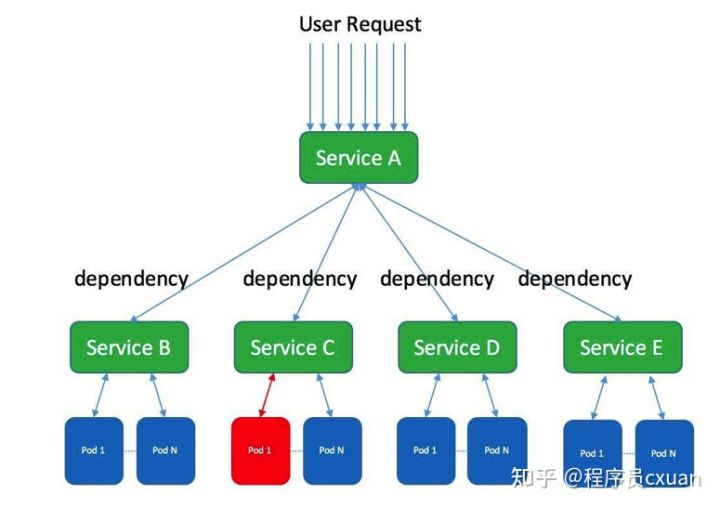 User Request
Service A
dependency dependency dependency dependency
Service B Service C Service D Service E
Pod 1 Pod N Pod 1 Pod N Pod 1 Pod N Pod 1 Pod N
知乎 @程序员cxuan